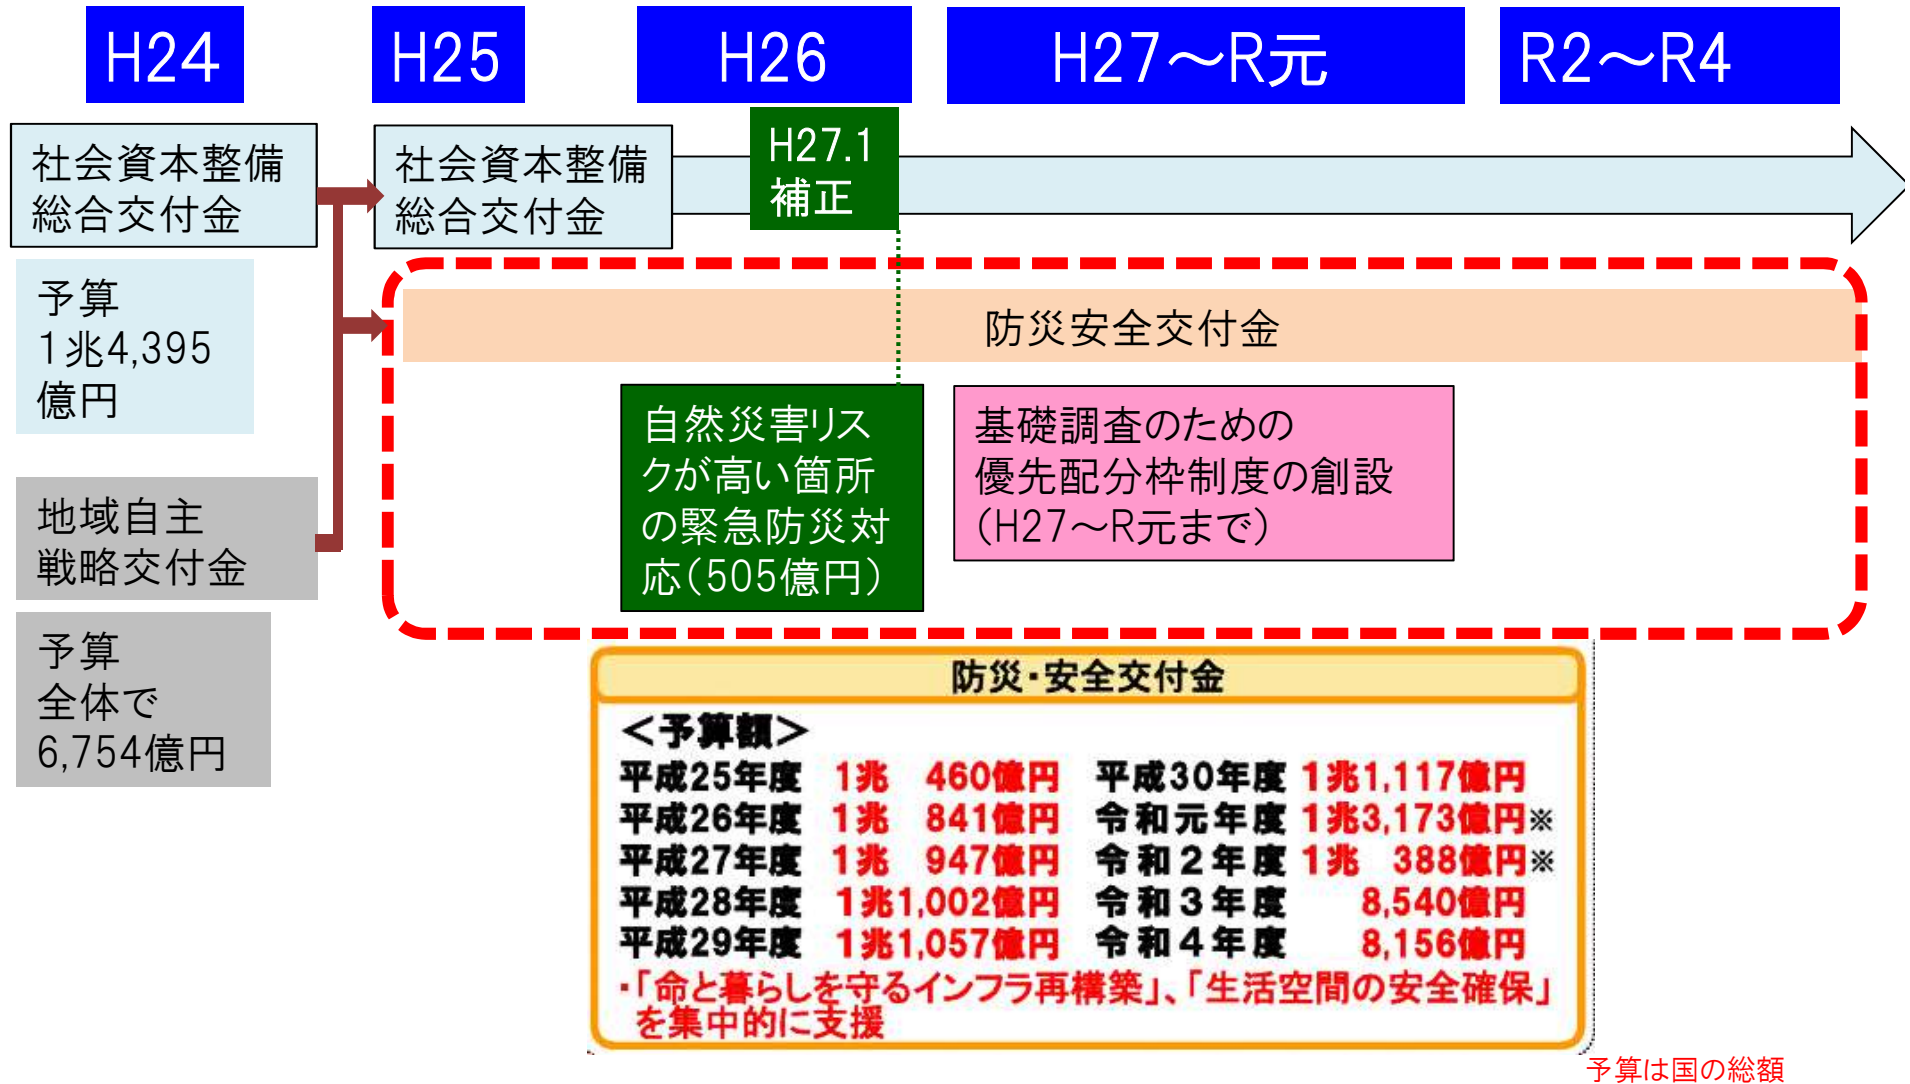 H24
H25
H26
H27～R元
R2～R4
社会資本整備
総合交付金
社会資本整備
総合交付金
H27.1
補正
予算
1兆4,395
億円
防災安全交付金
地域自主
戦略交付金
自然災害リス
クが高い箇所
の緊急防災対
応(505億円)
基礎調査のための
優先配分枠制度の創設
(H27～R元まで)
予算
全体で
6,754億円
防災・安全交付金
＜予算額＞
平成25年度 1兆 460億円 平成30年度 1兆1,117億円
平成26年度 1兆 841億円 令和元年度 1兆3,173億円※
平成27年度 1兆 947億円 令和２年度 1兆 388億円※
平成28年度 1兆1,002億円 令和３年度 8,540億円
平成29年度 1兆1,057億円 令和４年度 8,156億円
・「命と暮らしを守るインフラ再構築」、「生活空間の安全確保」
を集中的に支援
予算は国の総額